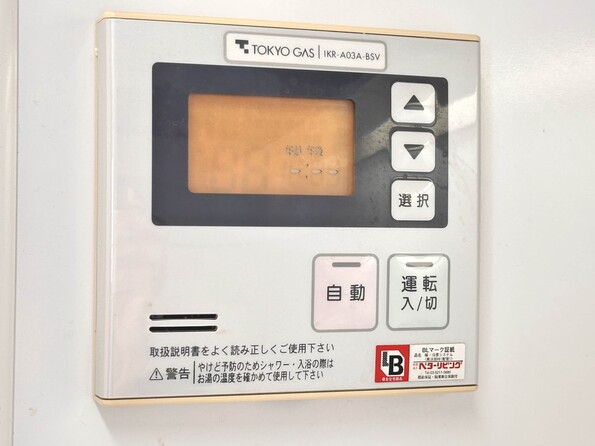 TOKYO GAS IKR-A03A-BSV
▲
▼
選択
自動
運転
入/切
取扱説明書をよく読み正しくご使用下さい
警告
やけど予防のためシャワー・入浴の際は
お湯の温度を確かめて使用して下さい
LB
BLマーク証紙
ベターリビング